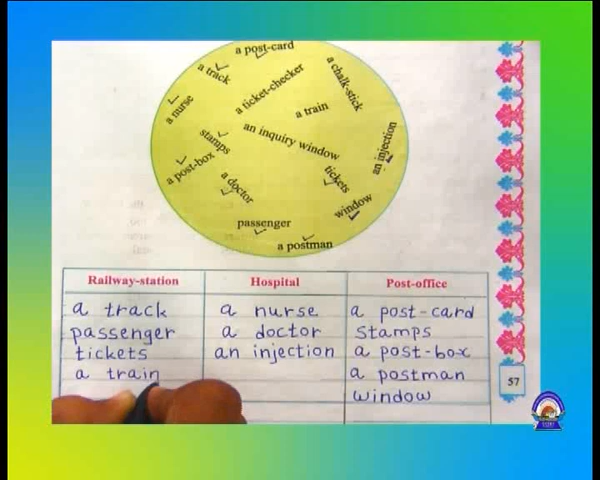 a post-card
a track
a chalk-stick
a nurse
a ticket-checker
a train
stamps
an inquiry window
an injection
a post-box
a doctor
tickets
window
passenger
a postman
Railway-station Hospital Post-office
a track a nurse a post-card
passenger a doctor stamps
tickets an injection a post-box
a train a postman
window
57